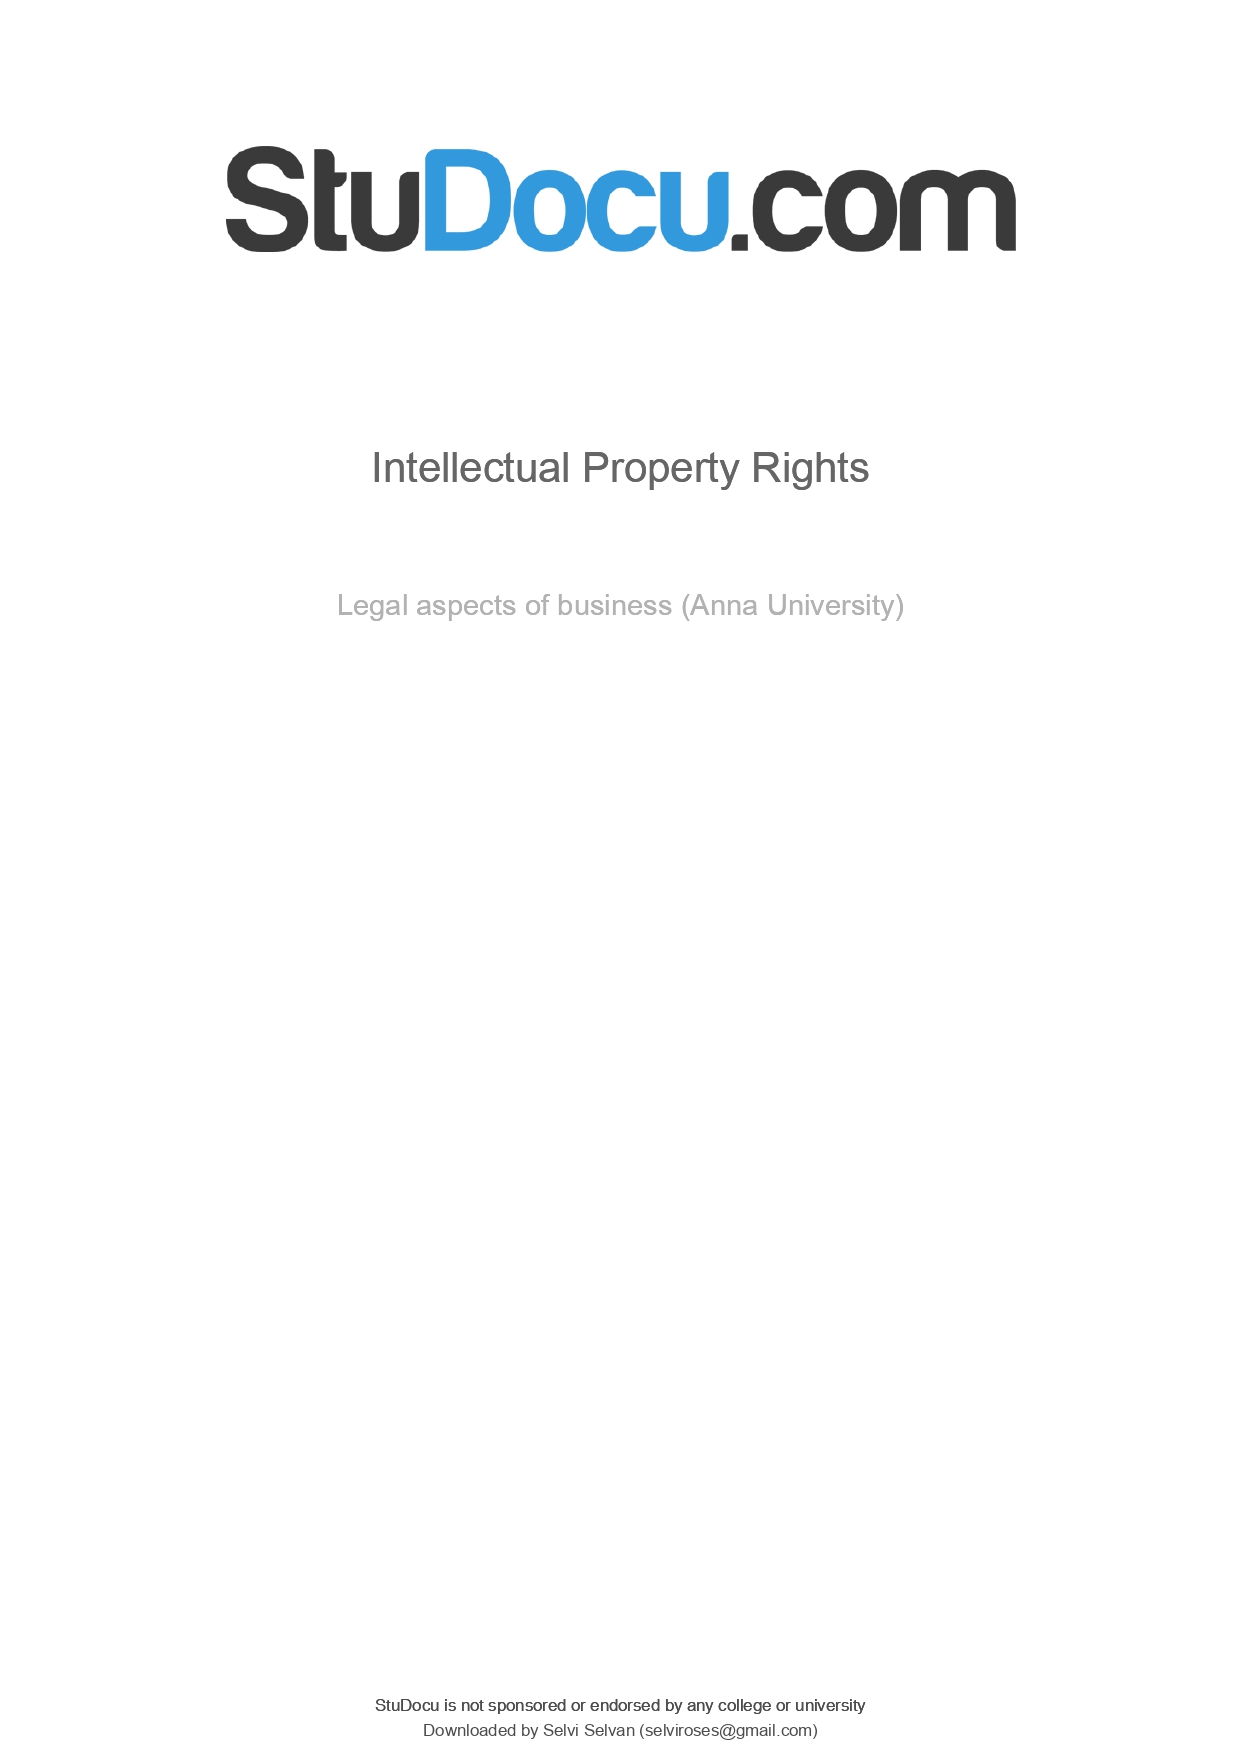 StuDocu.com
Intellectual Property Rights
Legal aspects of business (Anna University)
StuDocu is not sponsored or endorsed by any college or university
Downloaded by Selvi Selvan (selviroses@gmail.com)